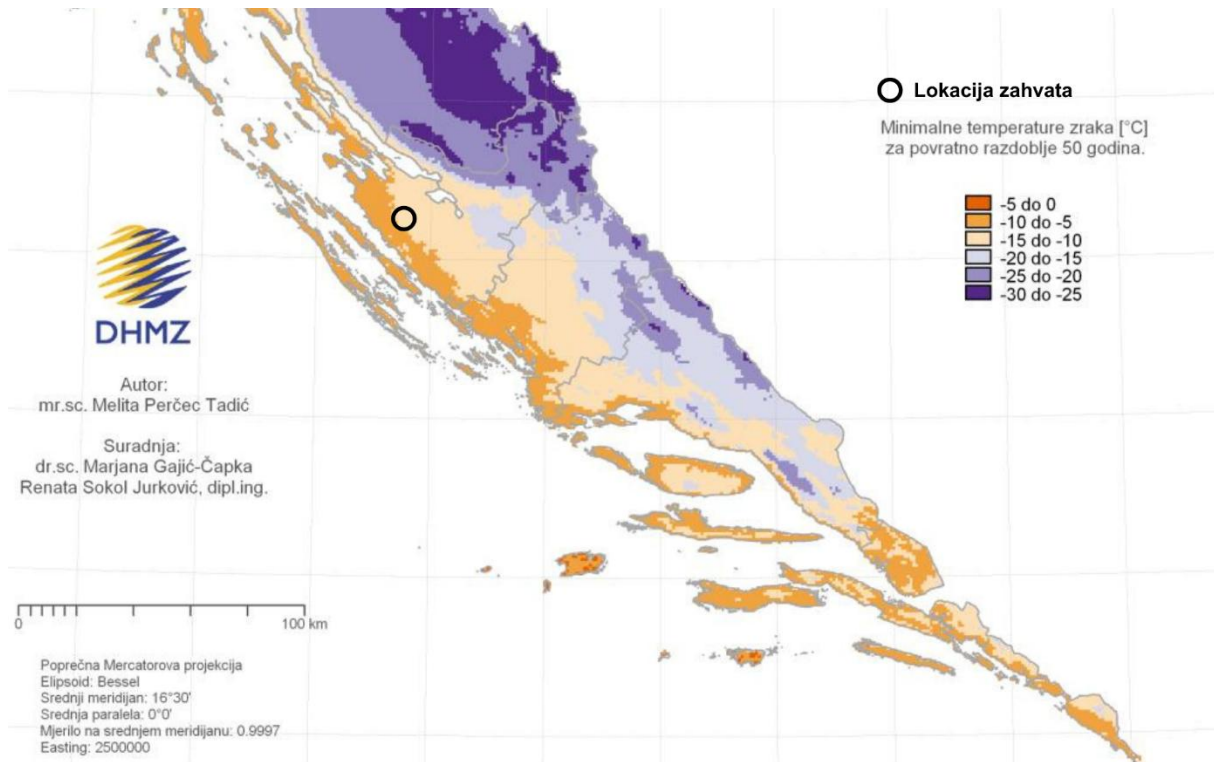 Lokacija zahvata
Minimalne temperature zraka [°C]
za povratno razdoblje 50 godina.
-5 do 0
-10 do -5
-15 do -10
-20 do -15
-25 do -20
-30 do -25
DHMZ
Autor:
mr.sc. Melita Perčec Tadić
Suradnja:
dr.sc. Marjana Gajić-Čapka
Renata Sokol Jurković, dipl.ing.
0 100 km
Poprečna Mercatorova projekcija
Elipsoid: Bessel
Srednji meridijan: 16°30'
Srednja paralela: 0°0'
Mjerilo na srednjem meridijanu: 0.9997
Easting: 2500000